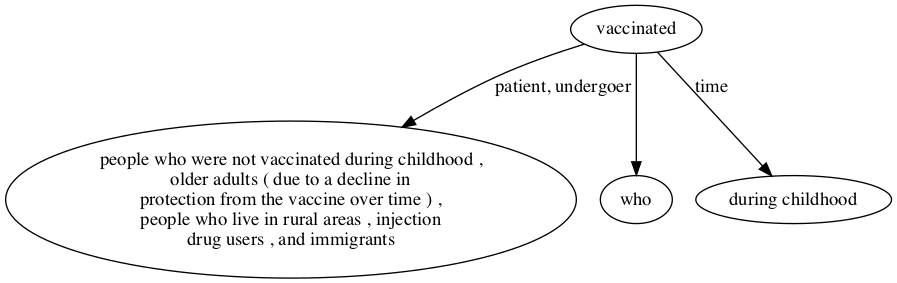 vaccinated
patient, undergoer
time
people who were not vaccinated during childhood ,
older adults ( due to a decline in
protection from the vaccine over time ) ,
people who live in rural areas , injection
drug users , and immigrants
who
during childhood